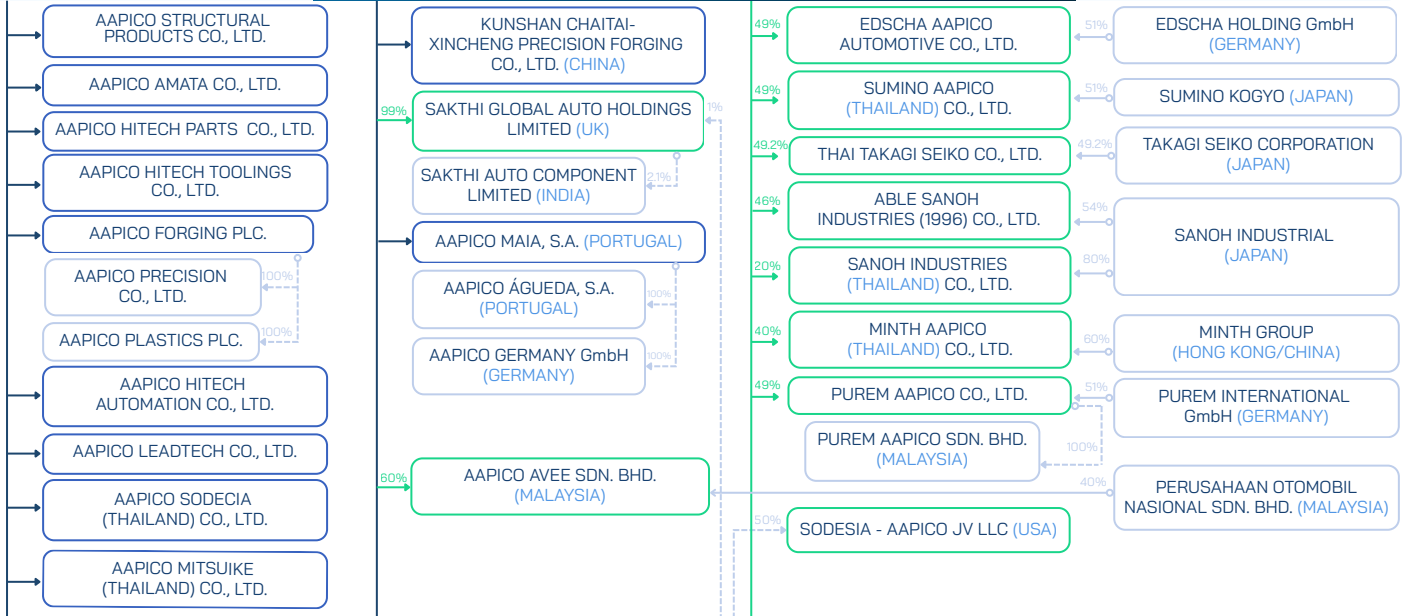 AAPICO STRUCTURAL
PRODUCTS CO., LTD.
AAPICO AMATA CO., LTD.
AAPICO HITECH PARTS CO., LTD.
AAPICO HITECH TOOLINGS
CO., LTD.
AAPICO FORGING PLC.
AAPICO PRECISION
CO., LTD.
100%
AAPICO PLASTICS PLC.
100%
AAPICO HITECH
AUTOMATION CO., LTD.
AAPICO LEADTECH CO., LTD.
AAPICO SODECIA
(THAILAND) CO., LTD.
AAPICO MITSUIKE
(THAILAND) CO., LTD.
KUNSHAN CHAITAI-
XINCHENG PRECISION FORGING
CO., LTD. (CHINA)
99%
SAKTHI GLOBAL AUTO HOLDINGS
LIMITED (UK)
1%
SAKTHI AUTO COMPONENT
LIMITED (INDIA)
2.1%
AAPICO MAIA, S.A. (PORTUGAL)
AAPICO ÁGUEDA, S.A.
(PORTUGAL)
100%
AAPICO GERMANY GmbH
(GERMANY)
100%
60%
AAPICO AVEE SDN. BHD.
(MALAYSIA)
49%
EDSCHA AAPICO
AUTOMOTIVE CO., LTD.
51%
EDSCHA HOLDING GmbH
(GERMANY)
49%
SUMINO AAPICO
(THAILAND) CO., LTD.
51%
SUMINO KOGYO (JAPAN)
49.2%
THAI TAKAGI SEIKO CO., LTD.
49.2%
TAKAGI SEIKO CORPORATION
(JAPAN)
46%
ABLE SANOH
INDUSTRIES (1996) CO., LTD.
54%
SANOH INDUSTRIAL
(JAPAN)
20%
SANOH INDUSTRIES
(THAILAND) CO., LTD.
80%
40%
MINTH AAPICO
(THAILAND) CO., LTD.
60%
MINTH GROUP
(HONG KONG/CHINA)
49%
PUREM AAPICO CO., LTD.
51%
PUREM INTERNATIONAL
GmbH (GERMANY)
PUREM AAPICO SDN. BHD.
(MALAYSIA)
100%
40%
PERUSAHAAN OTOMOBIL
NASIONAL SDN. BHD. (MALAYSIA)
50%
SODESIA - AAPICO JV LLC (USA)